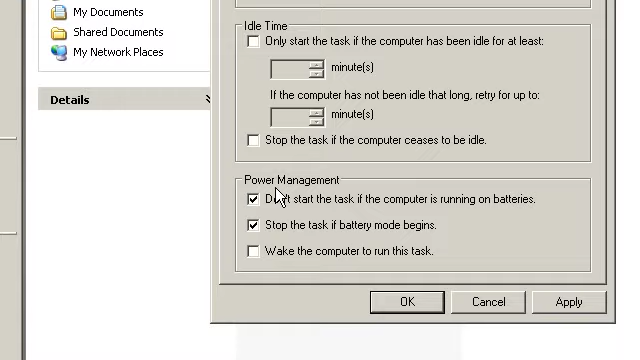 My Documents
Shared Documents
My Network Places
Details
Idle Time
Only start the task if the computer has been idle for at least:
minute(s)
If the computer has not been idle that long, retry for up to:
minute(s)
Stop the task if the computer ceases to be idle.
Power Management
Don't start the task if the computer is running on batteries.
Stop the task if battery mode begins.
Wake the computer to run this task.
OK Cancel Apply